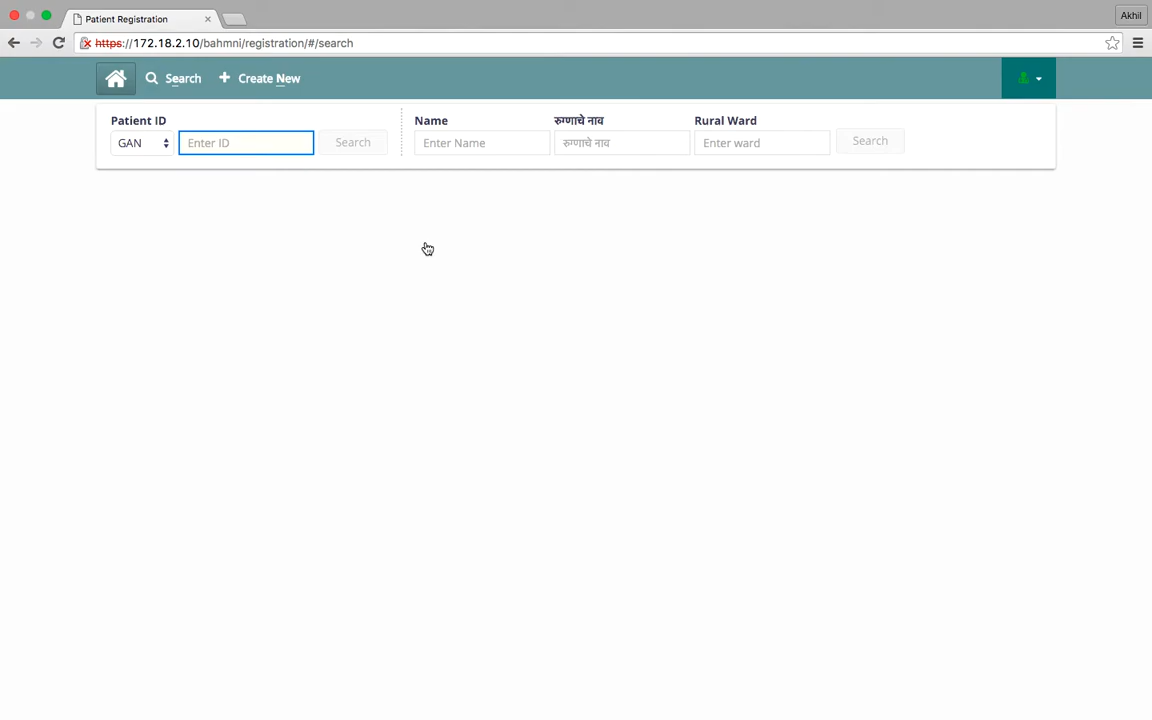 Patient Registration
Akhil
https://172.18.2.10/bahmni/registration/#/search
Search Create New
Patient ID
GAN Enter ID Search
Name रुग्णाचे नाव Rural Ward
Enter Name रुग्णाचे नाव Enter ward Search